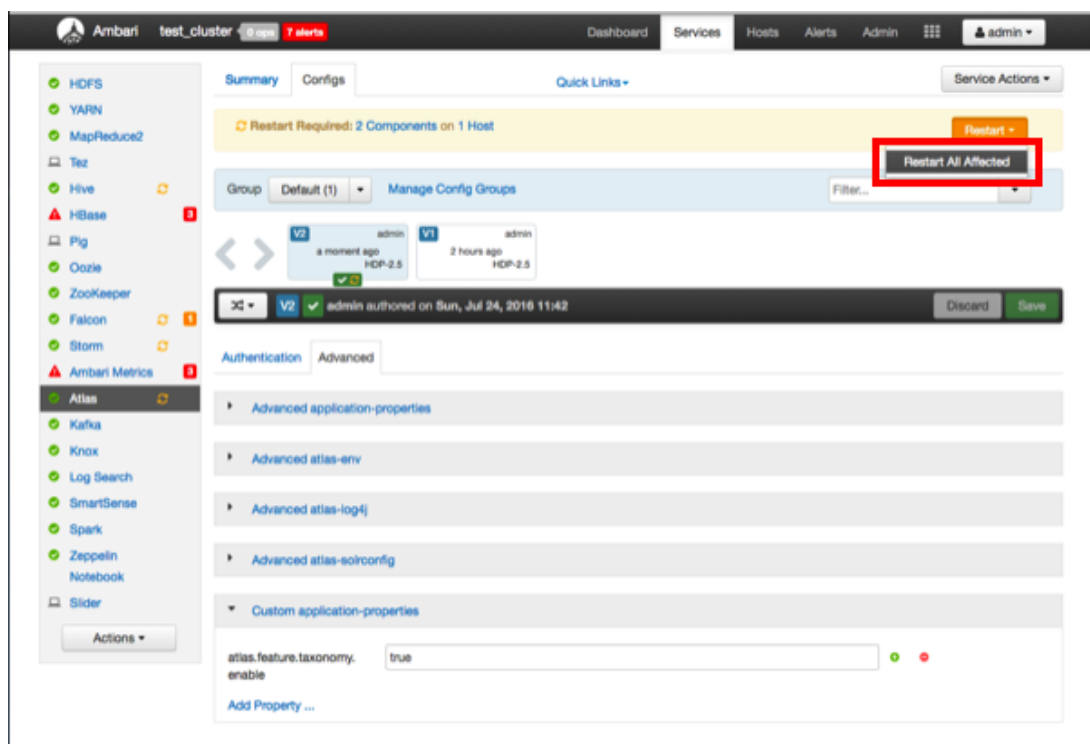 Ambari test_cluster 0 ops 7 alerts Dashboard Services Hosts Alerts Admin admin
HDFS
YARN
MapReduce2
Tez
Hive
HBase 3
Pig
Oozie
ZooKeeper
Falcon 1
Storm
Ambari Metrics 3
Atlas
Kafka
Knox
Log Search
SmartSense
Spark
Zeppelin
Notebook
Slider
Actions
Summary Configs Quick Links Service Actions
Restart Required: 2 Components on 1 Host Restart
Restart All Affected
Group Default (1) Manage Config Groups Filter...
V2 admin
a moment ago
HDP-2.5
V1 admin
2 hours ago
HDP-2.5
V2 admin authored on Sun, Jul 24, 2016 11:42 Discard Save
Authentication Advanced
Advanced application-properties
Advanced atlas-env
Advanced atlas-log4j
Advanced atlas-solrconfig
Custom application-properties
atlas.feature.taxonomy. true
enable
Add Property ...